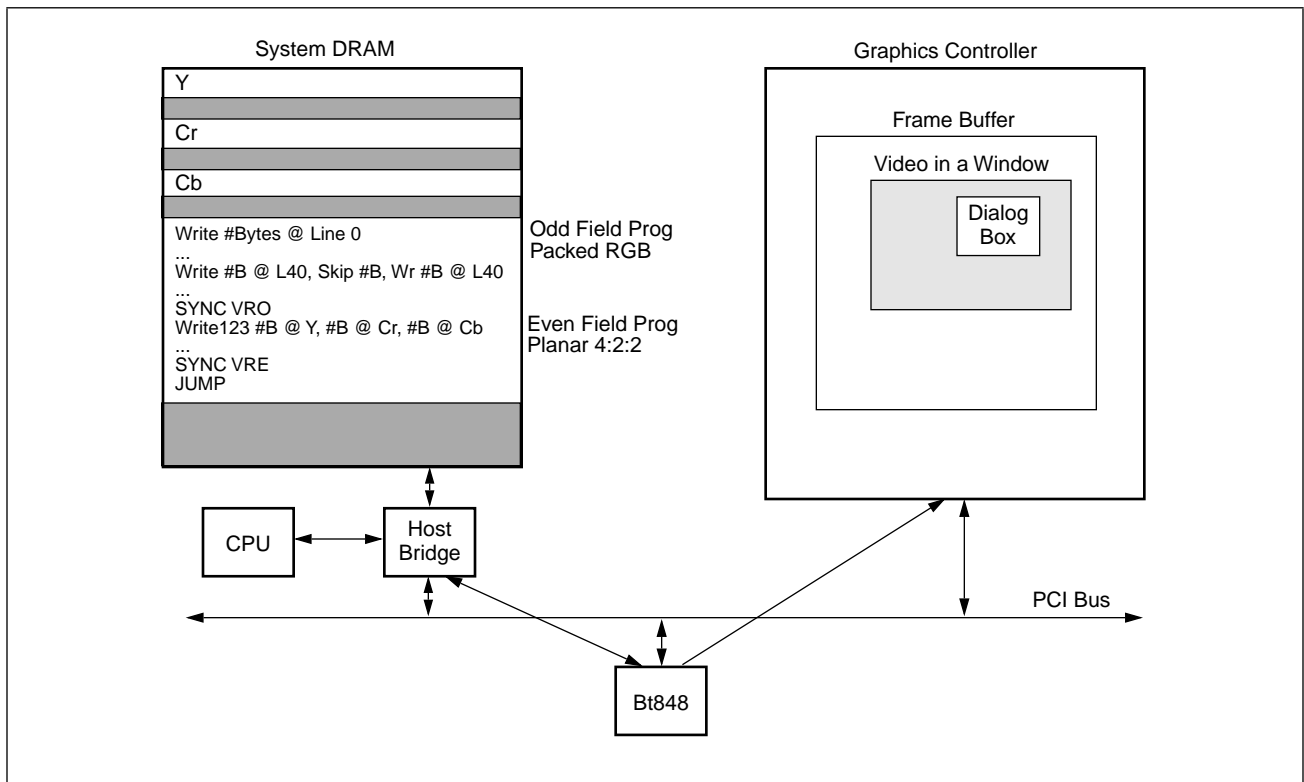 System DRAM
Y
Cr
Cb
Write #Bytes @ Line 0
...
Write #B @ L40, Skip #B, Wr #B @ L40
...
SYNC VRO
Write123 #B @ Y, #B @ Cr, #B @ Cb
...
SYNC VRE
JUMP
Odd Field Prog
Packed RGB
Even Field Prog
Planar 4:2:2
Graphics Controller
Frame Buffer
Video in a Window
Dialog
Box
CPU
Host
Bridge
PCI Bus
Bt848